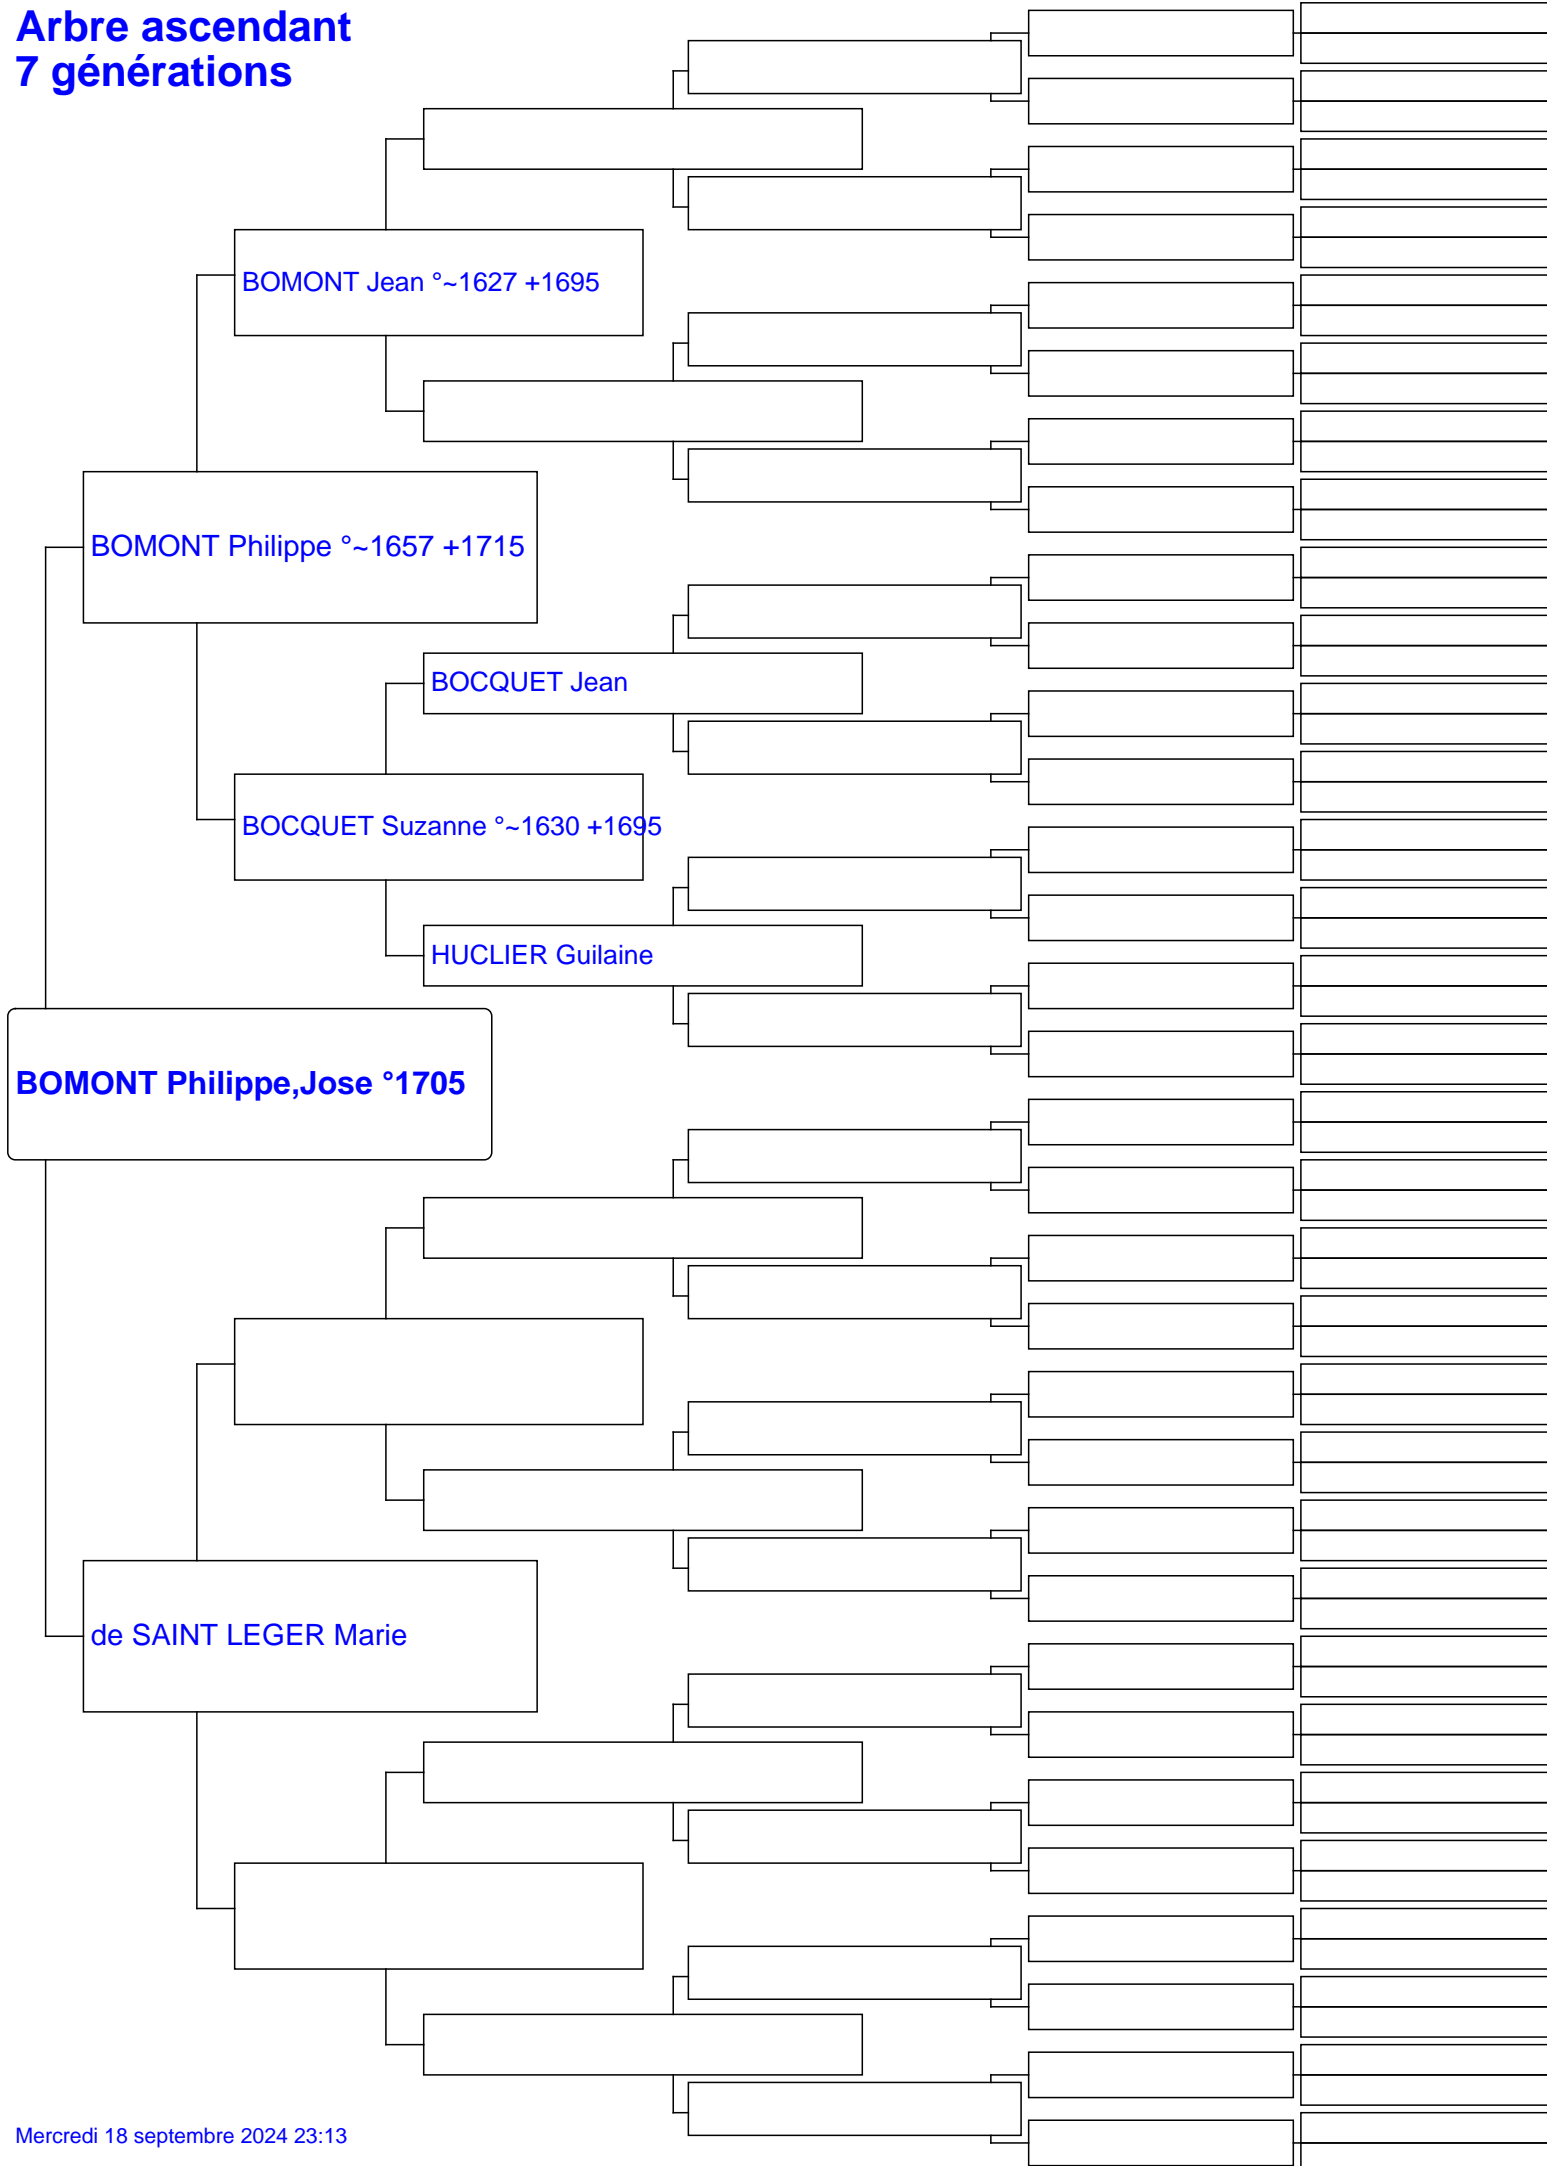 Arbre ascendant
7 générations
BOMONT Jean °~1627 +1695
BOMONT Philippe °~1657 +1715
BOCQUET Jean
BOCQUET Suzanne °~1630 +1695
HUCLIER Guilaine
BOMONT Philippe,Jose °1705
de SAINT LEGER Marie
Mercredi 18 septembre 2024 23:13